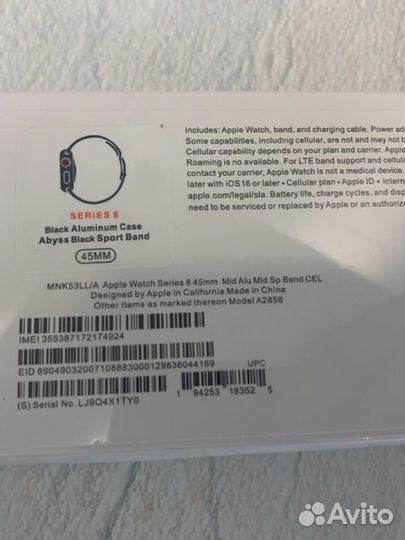 Includes: Apple Watch, band, and charging cable. Power ada
Some capabilities, including cellular, are not and may not b
Cellular capability depends on your plan and carrier. Apple
Roaming is not available. For LTE band support and cellula
contact your carrier, Apple Watch is not a medical device.
later with iOS 16 or later • Cellular plan • Apple ID • intern
apple.com/legal/sla. Battery life, charge cycles, and disp
need to be serviced or replaced by Apple or an authoriz
SERIES 8
Black Aluminum Case
Abyss Black Sport Band
45MM
MNK53LL/A Apple Watch Series 8 45mm Mid Alu Mid Sp Band CEL
Designed by Apple in California Made in China
Other items as marked thereon Model A2858
IMEI 355387172174924
EID 89049032007108883000129836044169
UPC
(S) Serial No. LJ9Q4X1TY0
1 94253 18352 5
Avito